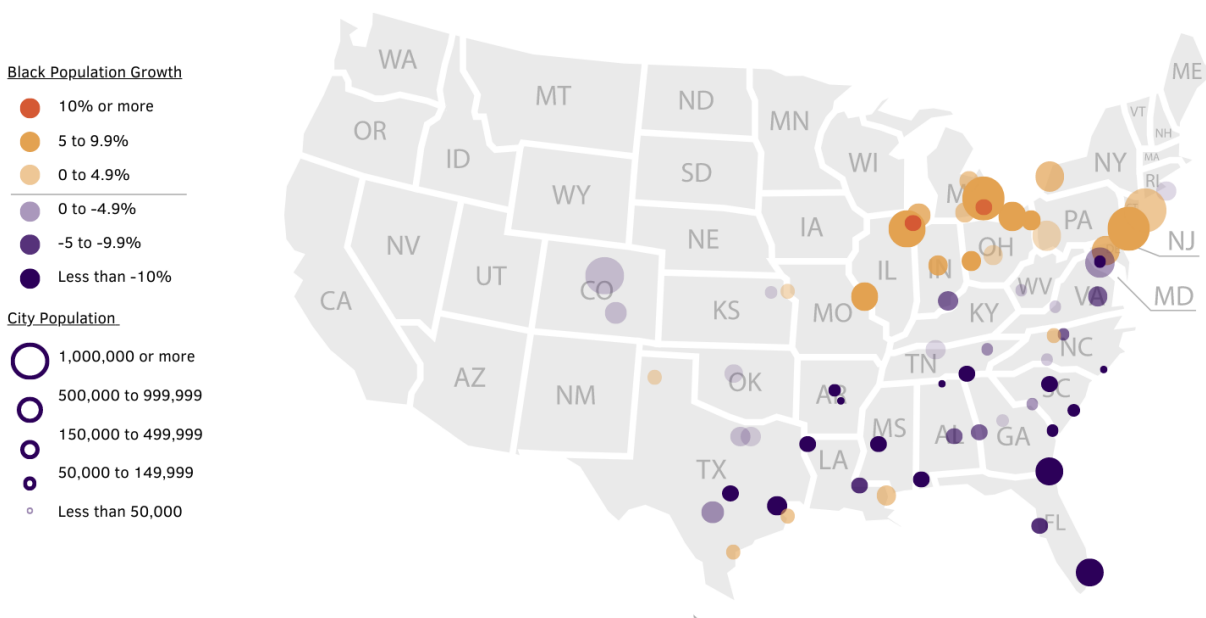 Black Population Growth
10% or more
5 to 9.9%
0 to 4.9%
0 to -4.9%
-5 to -9.9%
Less than -10%
City Population
1,000,000 or more
500,000 to 999,999
150,000 to 499,999
50,000 to 149,999
Less than 50,000
WA
MT
ND
MN
ME
OR
ID
SD
WI
VT
NH
NY
MA
RI
WY
M
IA
NE
PA
NJ
NV
UT
CO
IL
IN
OH
WV
MD
VA
CA
KS
MO
KY
AZ
NM
OK
AR
TN
NC
SC
TX
LA
MS
AL
GA
FL